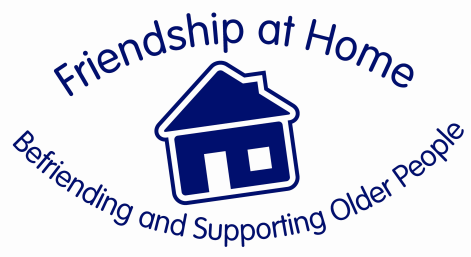 Friendship at Home
Befriending and Supporting Older People